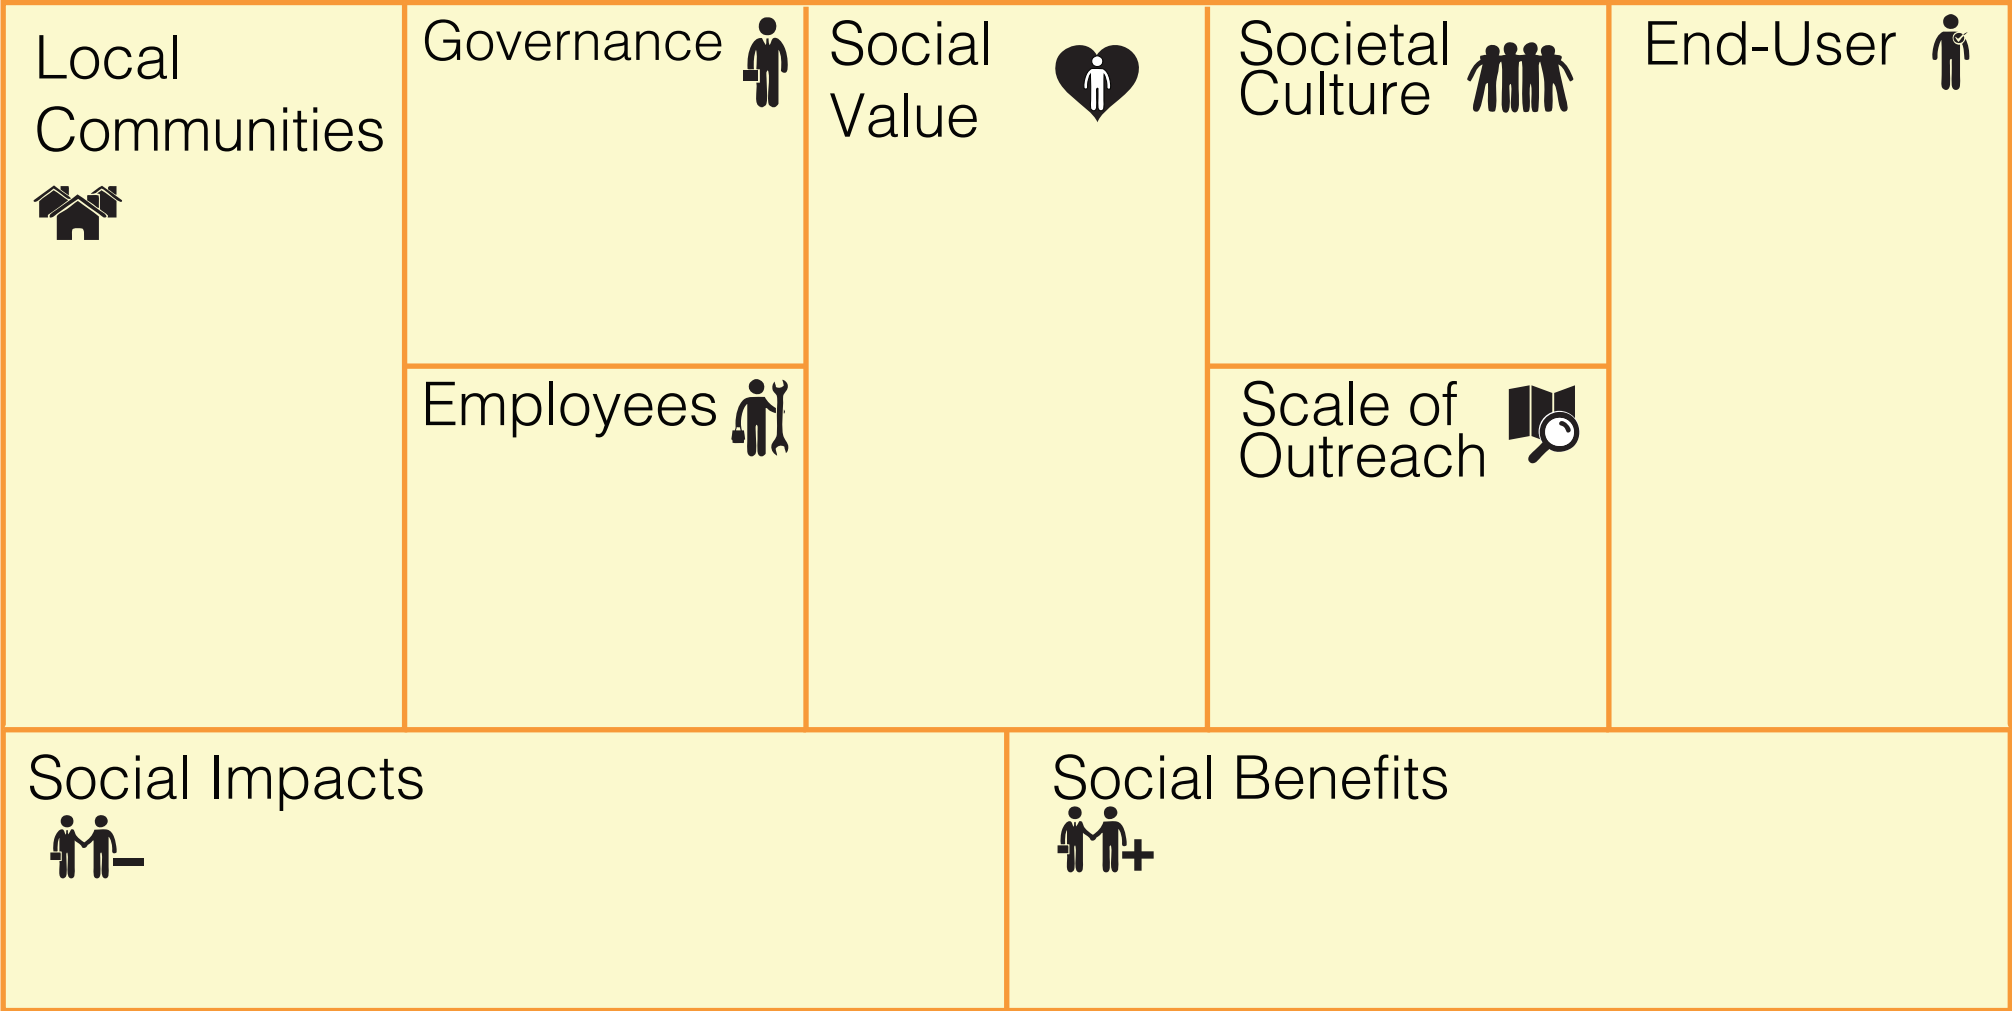 Local
Communities
Governance
Employees
Social
Value
Societal
Culture
Scale of
Outreach
End-User
Social Impacts
Social Benefits